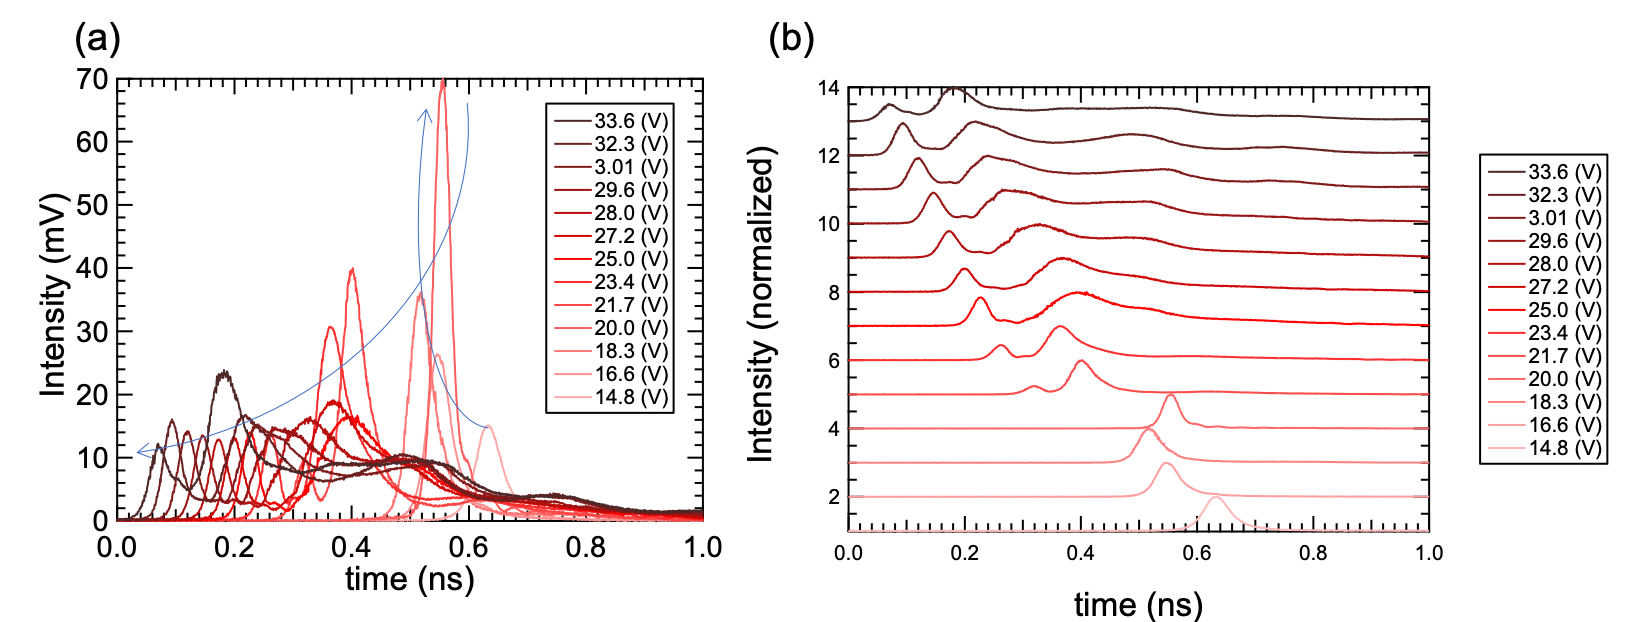 (a)
(b)
Intensity (mV)
70
60
50
40
30
20
10
0
0.0 0.2 0.4 0.6 0.8 1.0
time (ns)
33.6 (V)
32.3 (V)
3.01 (V)
29.6 (V)
28.0 (V)
27.2 (V)
25.0 (V)
23.4 (V)
21.7 (V)
20.0 (V)
18.3 (V)
16.6 (V)
14.8 (V)
Intensity (normalized)
14
12
10
8
6
4
2
0.0 0.2 0.4 0.6 0.8 1.0
time (ns)
33.6 (V)
32.3 (V)
3.01 (V)
29.6 (V)
28.0 (V)
27.2 (V)
25.0 (V)
23.4 (V)
21.7 (V)
20.0 (V)
18.3 (V)
16.6 (V)
14.8 (V)